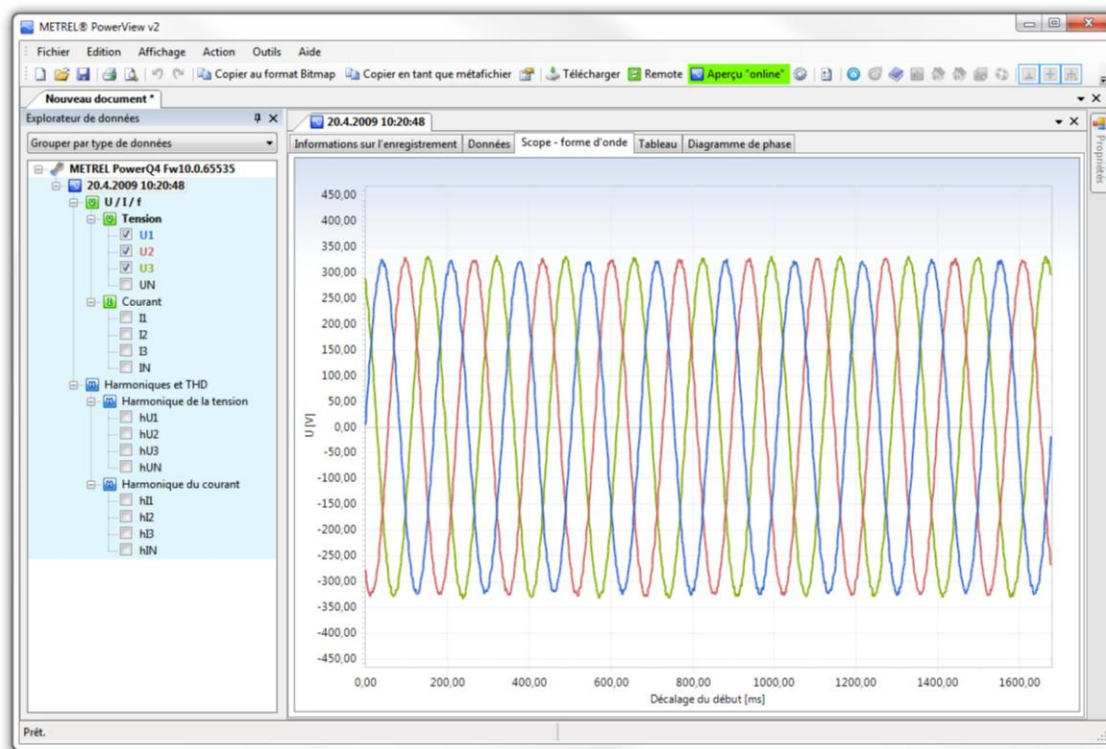 METREL® PowerView v2
Fichier Edition Affichage Action Outils Aide
Copier au format Bitmap Copier en tant que métafichier Télécharger Remote Aperçu "online"
Nouveau document *
Explorateur de données
Grouper par type de données
METREL PowerQ4 Fw10.0.65535
20.4.2009 10:20:48
U / I / f
Tension
U1
U2
U3
UN
Courant
I1
I2
I3
IN
Harmoniques et THD
Harmonique de la tension
hU1
hU2
hU3
hUN
Harmonique du courant
hI1
hI2
hI3
hIN
20.4.2009 10:20:48
Informations sur l'enregistrement Données Scope - forme d'onde Tableau Diagramme de phase
450,00
400,00
350,00
300,00
250,00
200,00
150,00
100,00
50,00
0,00
-50,00
-100,00
-150,00
-200,00
-250,00
-300,00
-350,00
-400,00
-450,00
U [V]
0,00 200,00 400,00 600,00 800,00 1000,00 1200,00 1400,00 1600,00
Décalage du début [ms]
Propriétés
Prêt.